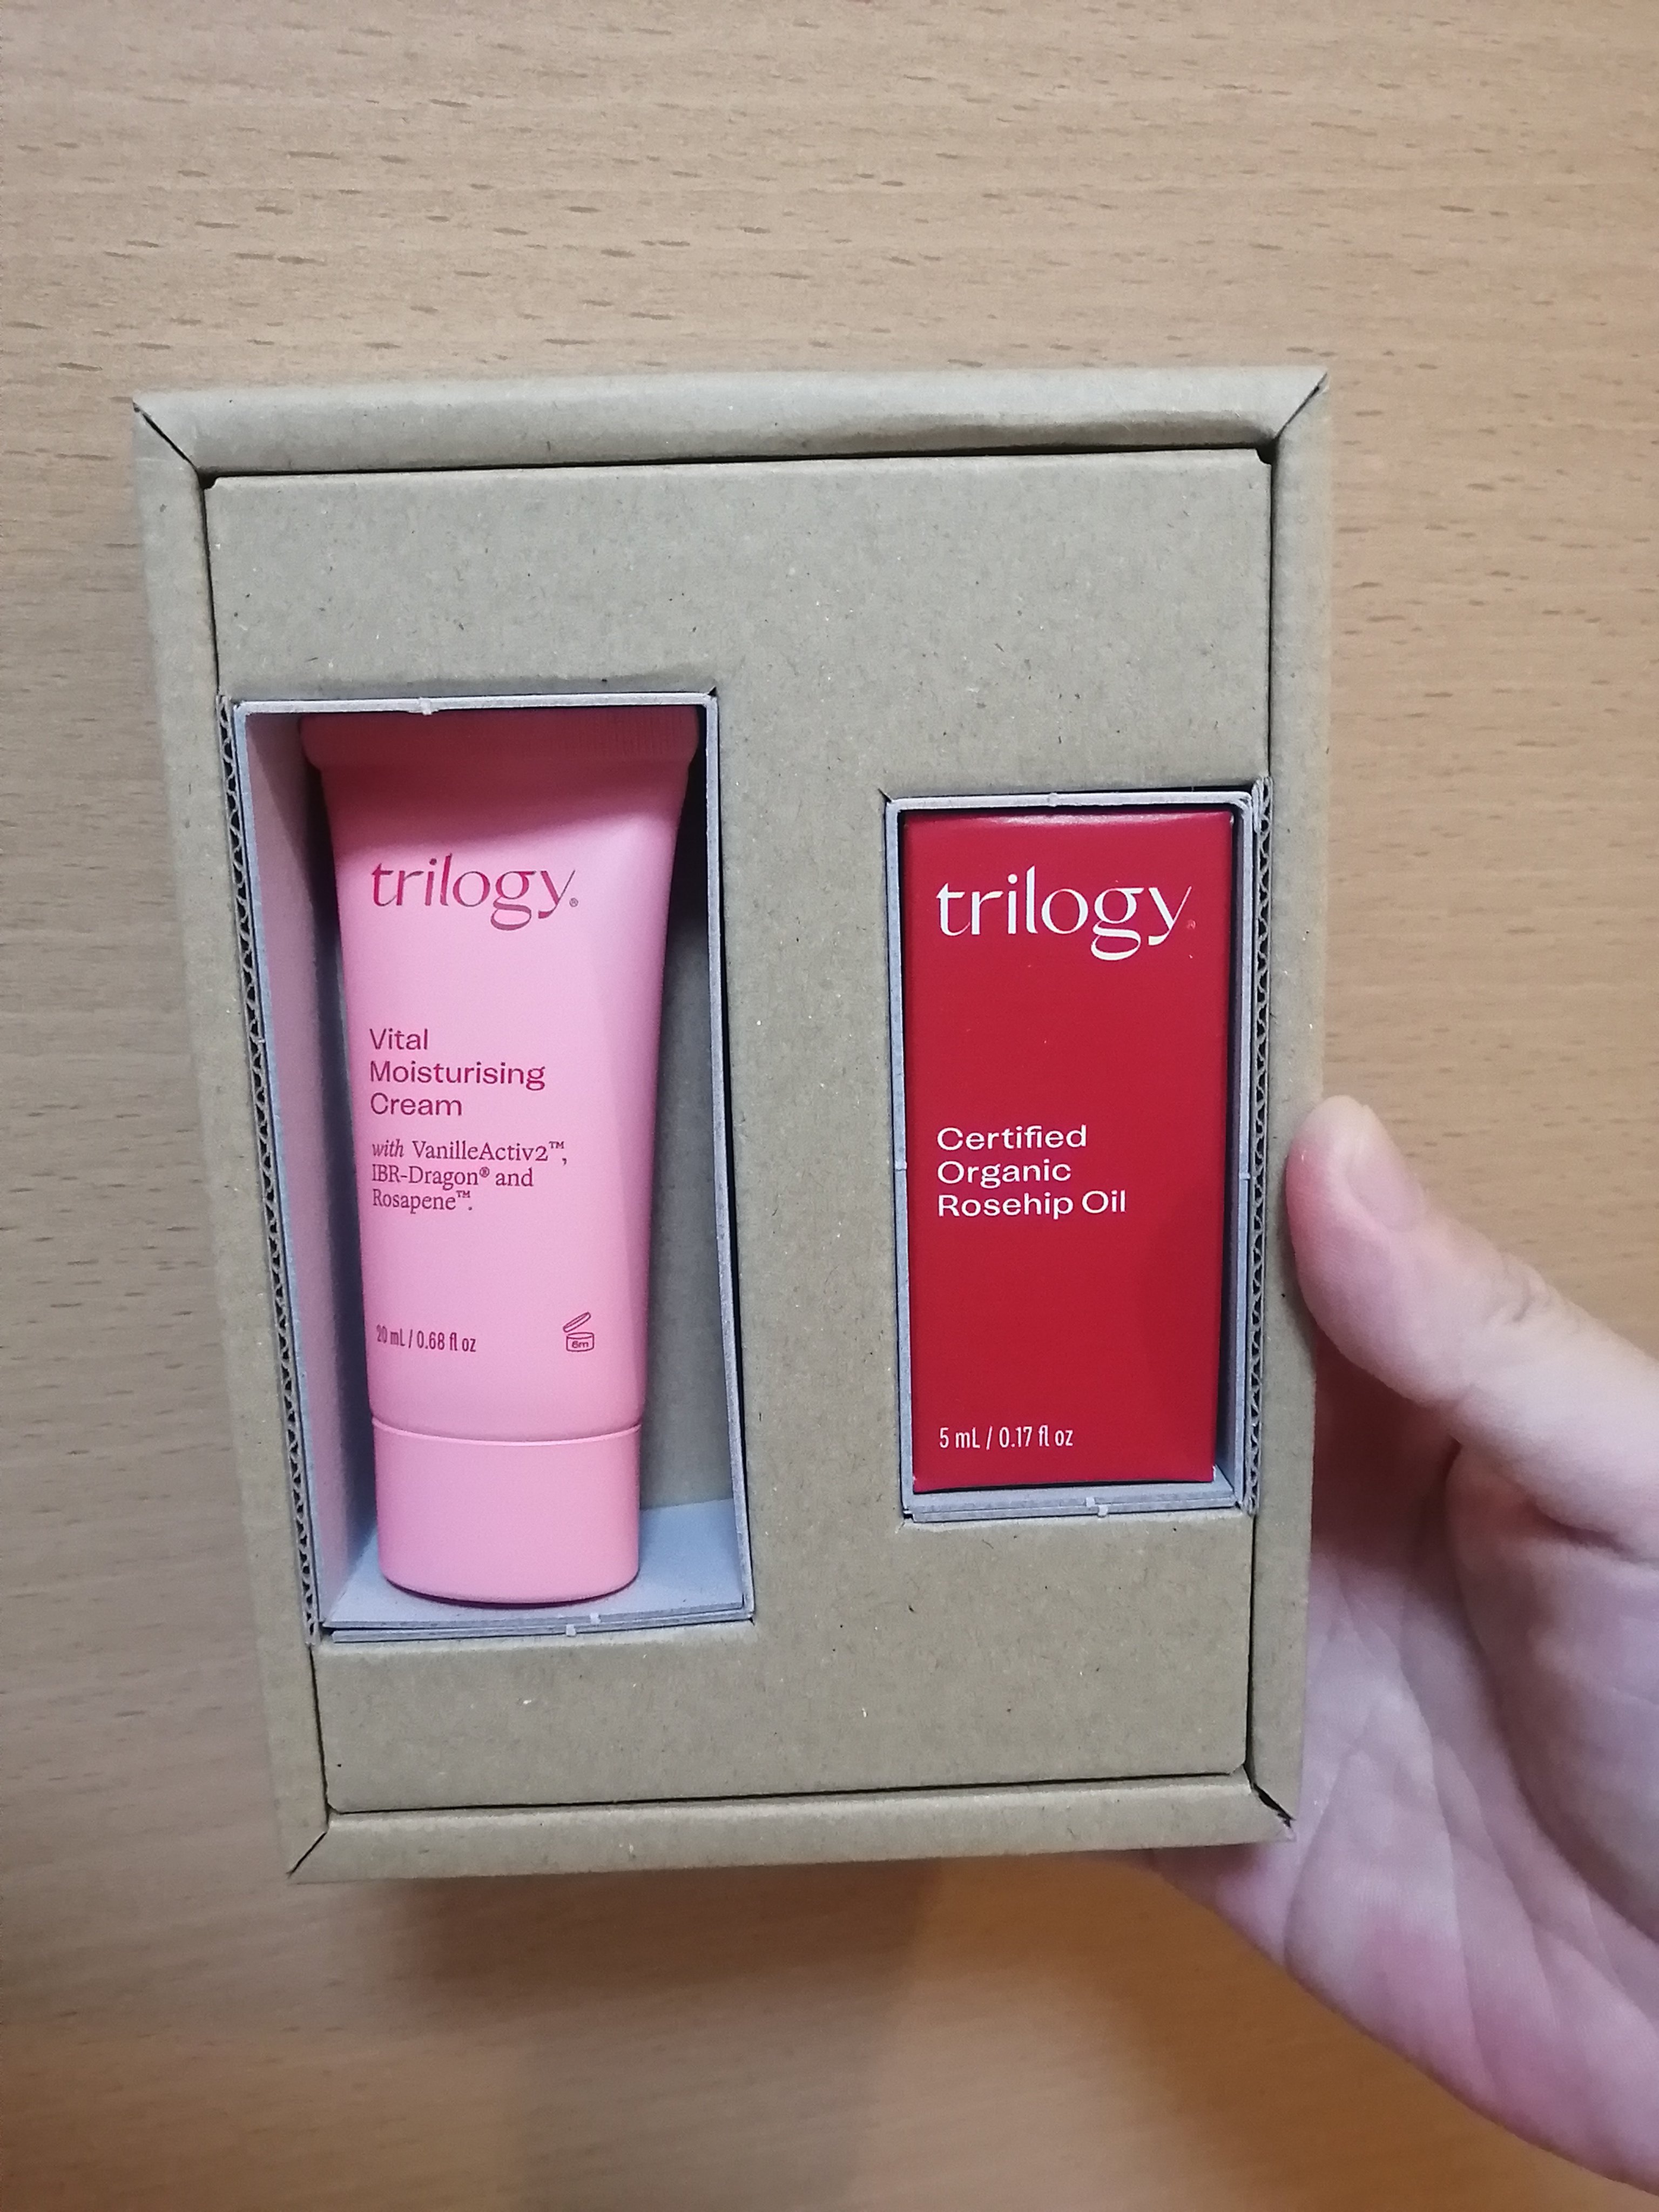 trilogy®
Vital
Moisturising
Cream
with VanilleActiv2™,
IBR-Dragon® and
Rosapene™.
20 mL / 0.68 fl oz
6m
trilogy®
Certified
Organic
Rosehip Oil
5 mL / 0.17 fl oz